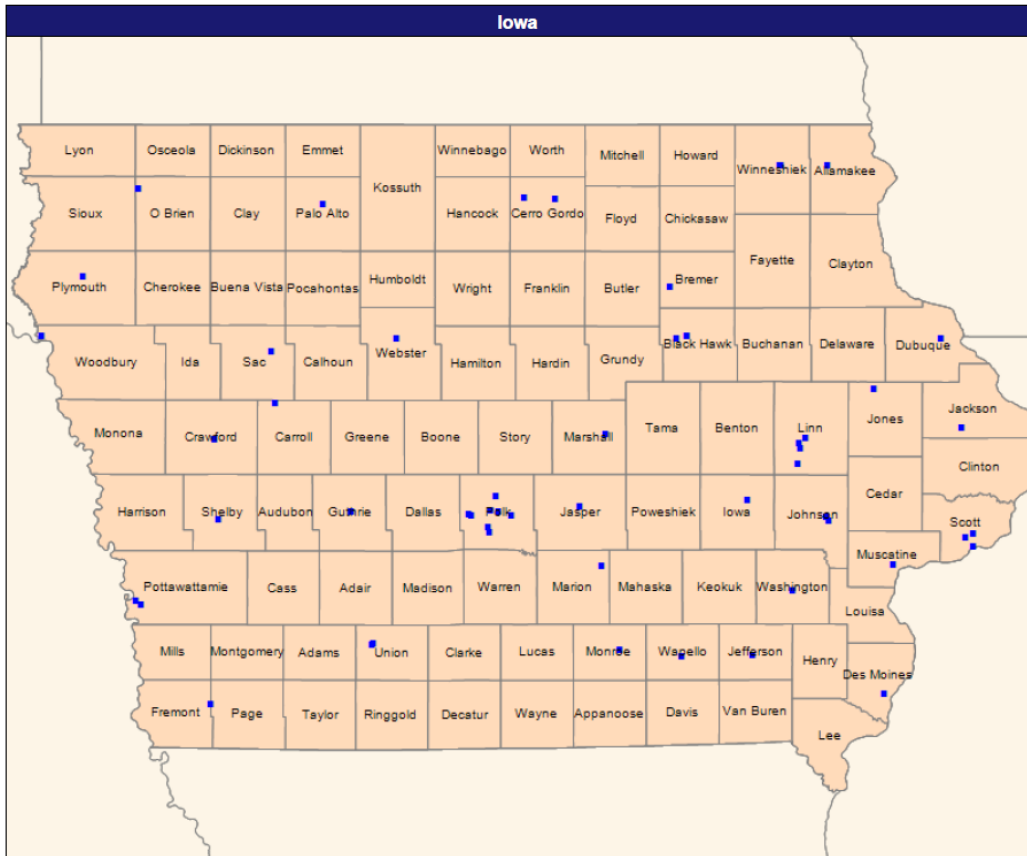 Iowa
Lyon
Osceola
Dickinson
Emmet
Kossuth
Winnebago
Worth
Mitchell
Howard
Winneshiek
Allamakee
Sioux
O Brien
Clay
Palo Alto
Hancock
Cerro Gordo
Floyd
Chickasaw
Fayette
Clayton
Plymouth
Cherokee
Buena Vista
Pocahontas
Humboldt
Wright
Franklin
Butler
Bremer
Woodbury
Ida
Sac
Calhoun
Webster
Hamilton
Hardin
Grundy
Black Hawk
Buchanan
Delaware
Dubuque
Monona
Crawford
Carroll
Greene
Boone
Story
Marshall
Tama
Benton
Linn
Jones
Jackson
Clinton
Harrison
Shelby
Audubon
Guthrie
Dallas
Polk
Jasper
Poweshiek
Iowa
Johnson
Cedar
Scott
Muscatine
Pottawattamie
Cass
Adair
Madison
Warren
Marion
Mahaska
Keokuk
Washington
Louisa
Mills
Montgomery
Adams
Union
Clarke
Lucas
Monroe
Wapello
Jefferson
Henry
Des Moines
Fremont
Page
Taylor
Ringgold
Decatur
Wayne
Appanoose
Davis
Van Buren
Lee